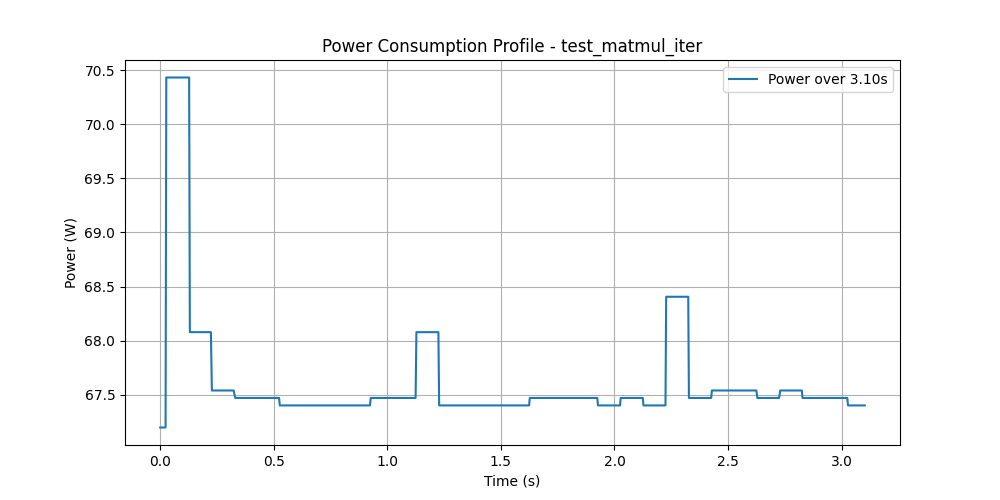 Power Consumption Profile - test_matmul_iter
Power over 3.10s
70.5
70.0
69.5
69.0
68.5
68.0
67.5
Power (W)
0.0 0.5 1.0 1.5 2.0 2.5 3.0
Time (s)